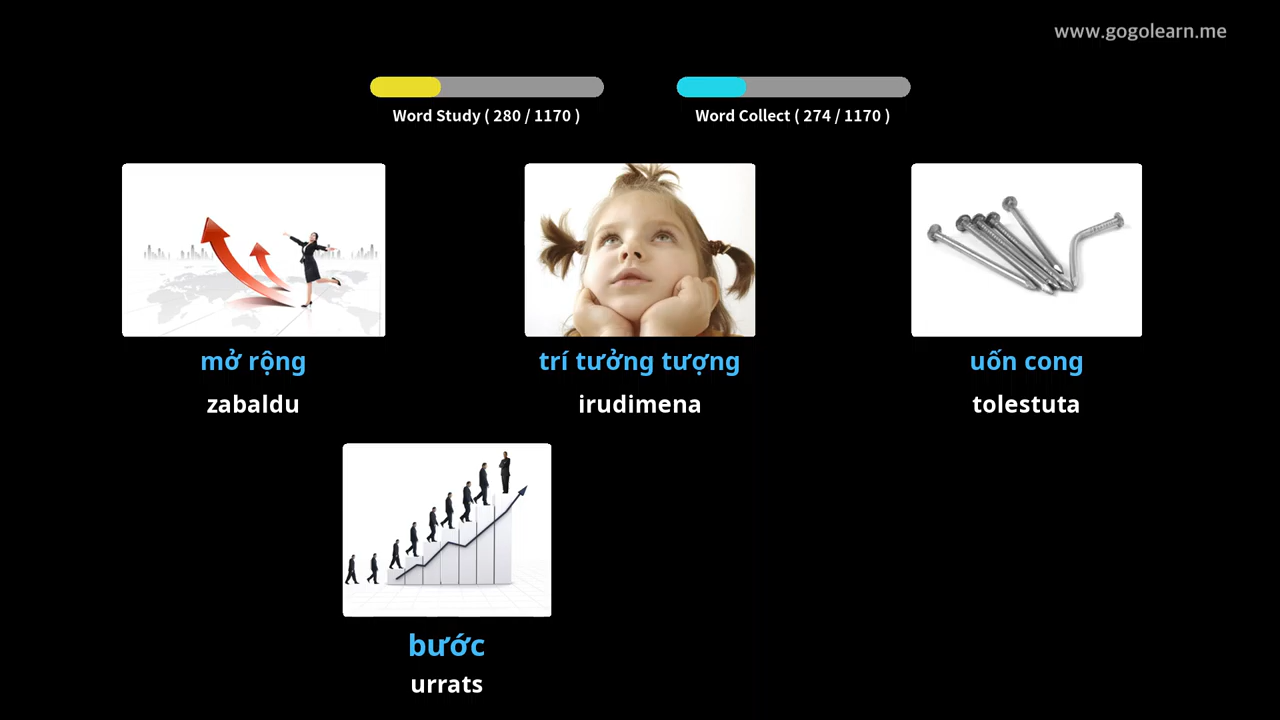 www.gogolearn.me
Word Study ( 280 / 1170 )
Word Collect ( 274 / 1170 )
mở rộng
zabaldu
trí tưởng tượng
irudimena
uốn cong
tolestuta
bước
urrats